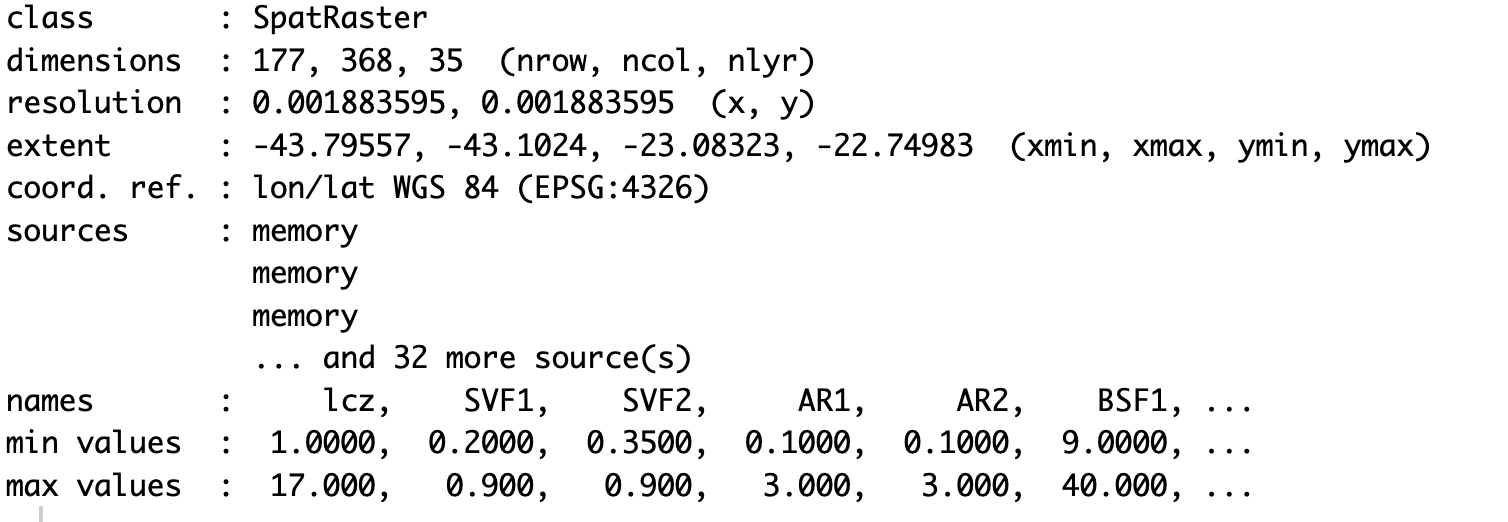 class       : SpatRaster
dimensions  : 177, 368, 35  (nrow, ncol, nlyr)
resolution  : 0.001883595, 0.001883595  (x, y)
extent      : -43.79557, -43.1024, -23.08323, -22.74983  (xmin, xmax, ymin, ymax)
coord. ref. : lon/lat WGS 84 (EPSG:4326)
sources     : memory
              memory
              memory
              ... and 32 more source(s)
names       :     lcz,    SVF1,    SVF2,    AR1,    AR2,    BSF1, ...
min values  :  1.0000,  0.2000,  0.3500, 0.1000, 0.1000,  9.0000, ...
max values  :  17.000,   0.900,   0.900,  3.000,  3.000,  40.000, ...